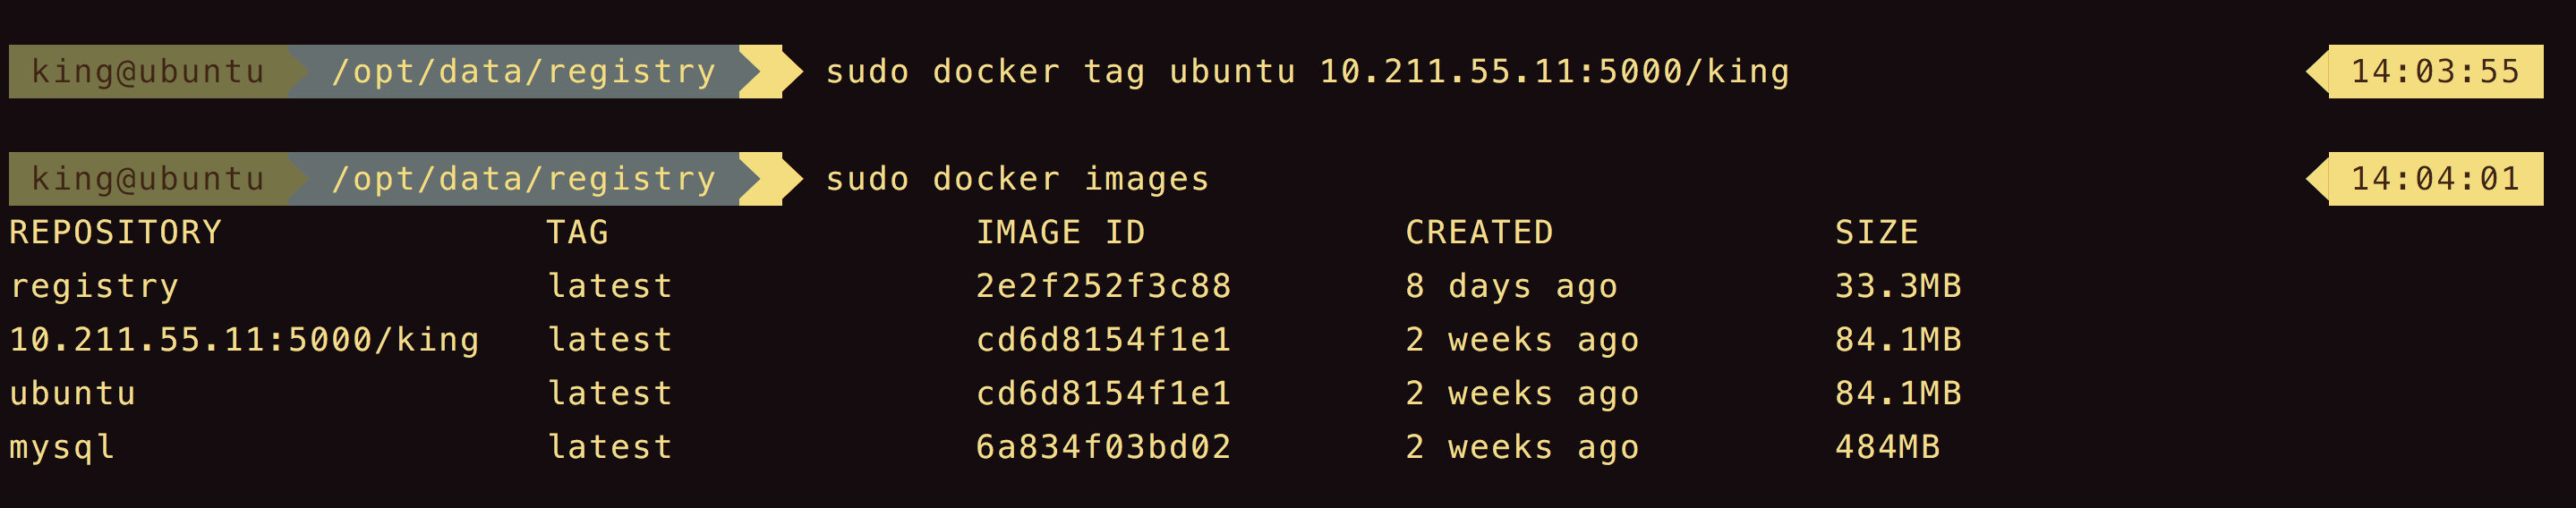 king@ubuntu /opt/data/registry sudo docker tag ubuntu 10.211.55.11:5000/king 14:03:55
king@ubuntu /opt/data/registry sudo docker images 14:04:01
REPOSITORY TAG IMAGE ID CREATED SIZE
registry latest 2e2f252f3c88 8 days ago 33.3MB
10.211.55.11:5000/king latest cd6d8154f1e1 2 weeks ago 84.1MB
ubuntu latest cd6d8154f1e1 2 weeks ago 84.1MB
mysql latest 6a834f03bd02 2 weeks ago 484MB